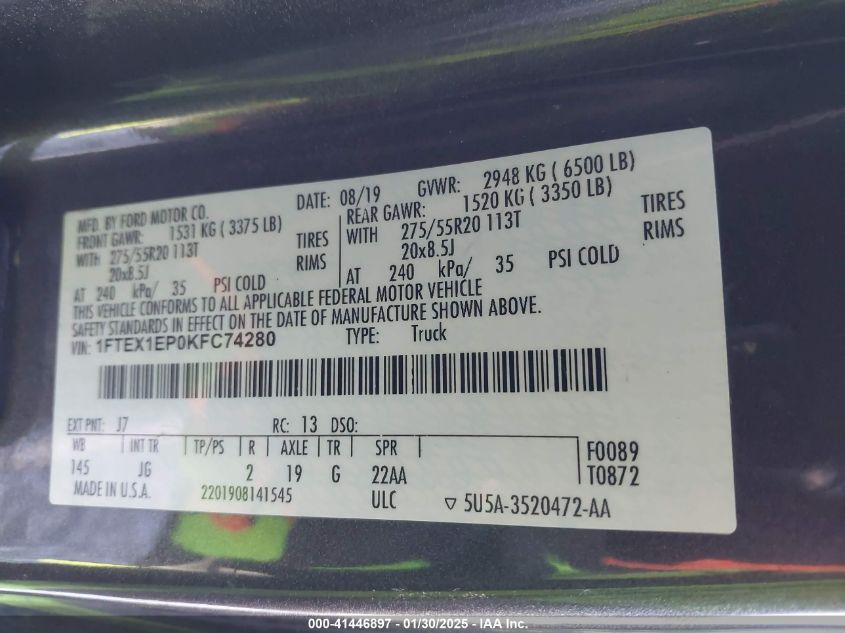 MFD. BY FORD MOTOR CO.
DATE: 08/19 GVWR: 2948 KG ( 6500 LB)
FRONT GAWR: 1531 KG ( 3375 LB)
WITH 275/55R20 113T TIRES
20x8.5J RIMS
AT 240 kPa/ 35 PSI COLD
REAR GAWR: 1520 KG ( 3350 LB)
WITH 275/55R20 113T TIRES
20x8.5J RIMS
AT 240 kPa/ 35 PSI COLD
THIS VEHICLE CONFORMS TO ALL APPLICABLE FEDERAL MOTOR VEHICLE
SAFETY STANDARDS IN EFFECT ON THE DATE OF MANUFACTURE SHOWN ABOVE.
VIN: 1FTEX1EP0KFC74280 TYPE: Truck
EXT PNT: J7 RC: 13 DSO:
WB INT TR TP/PS R AXLE TR SPR
145 JG 2 19 G 22AA
F0089
T0872
MADE IN U.S.A. 2201908141545 ULC ▽ 5U5A-3520472-AA
000-41446897 - 01/30/2025 - IAA Inc.